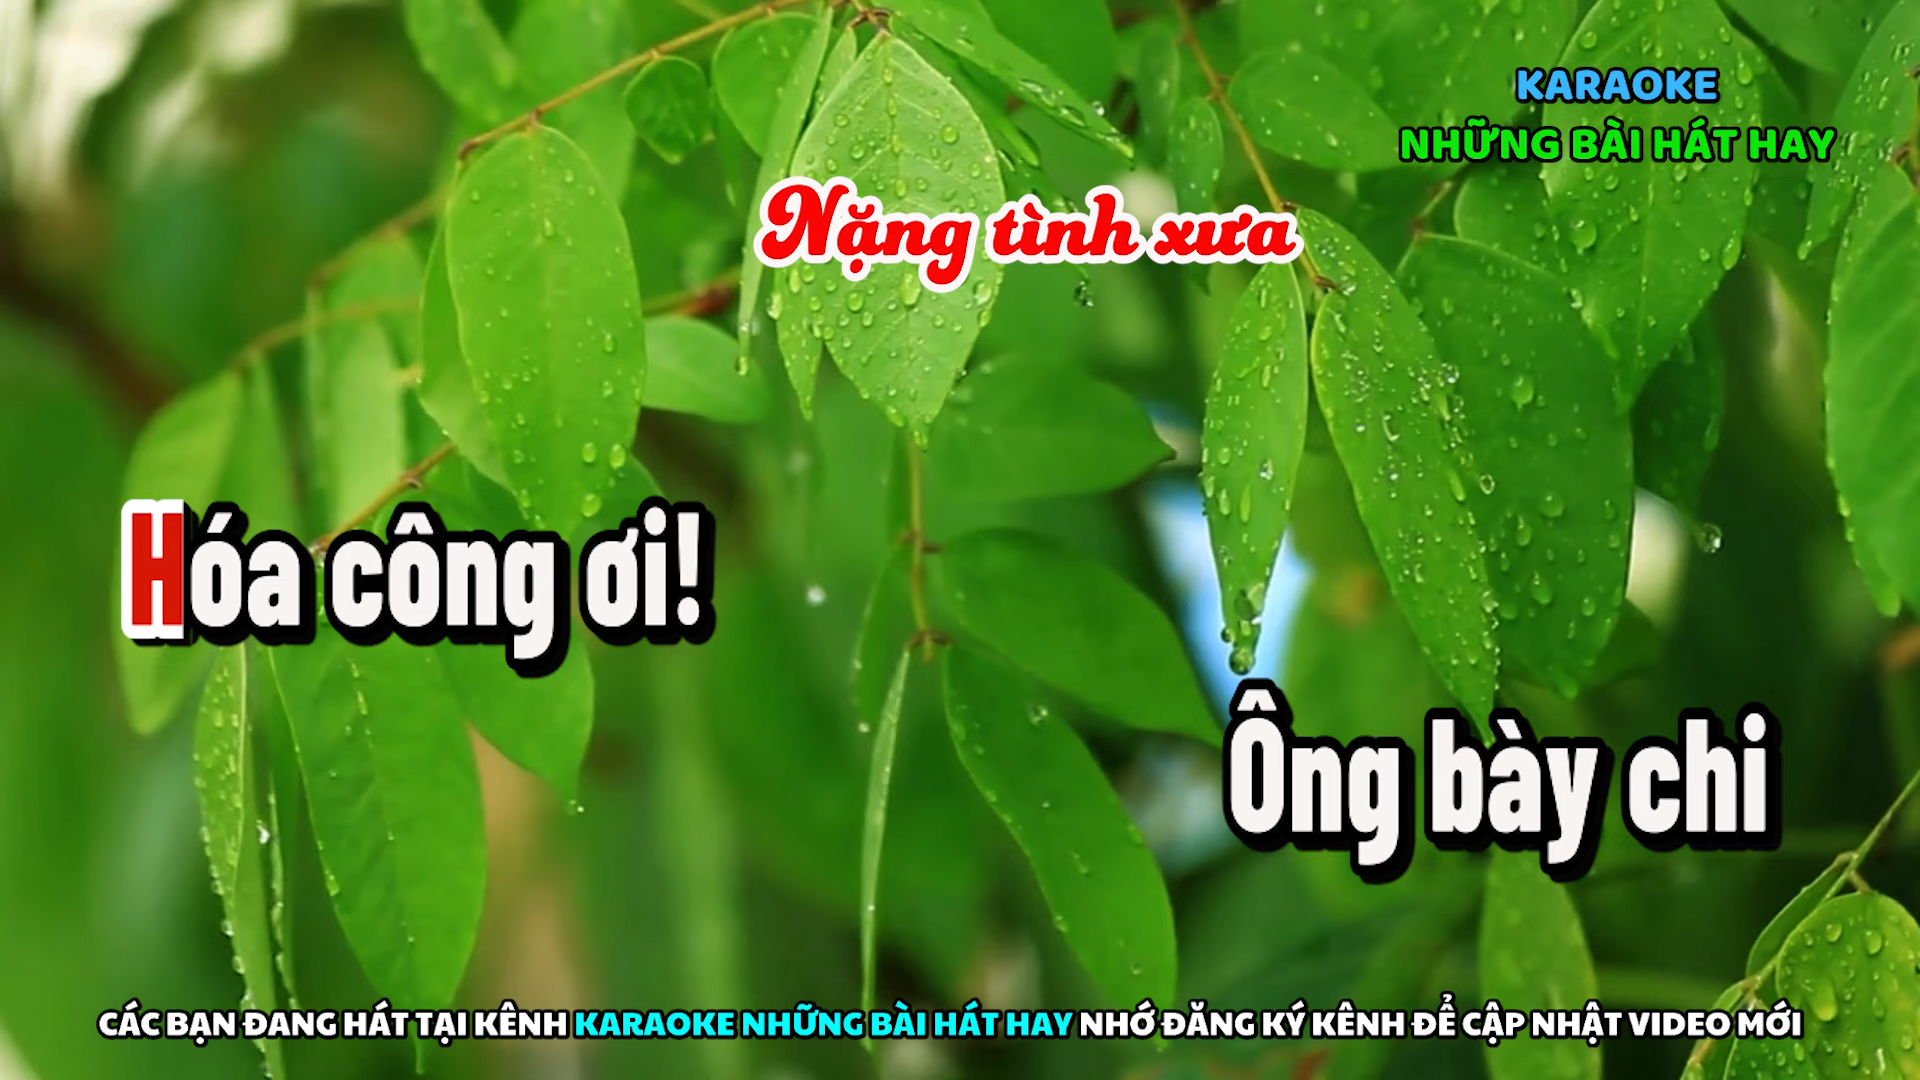 KARAOKE
NHỮNG BÀI HÁT HAY
Nặng tình xưa
Hóa công ơi!
Ông bày chi
CÁC BẠN ĐANG HÁT TẠI KÊNH KARAOKE NHỮNG BÀI HÁT HAY NHỚ ĐĂNG KÝ KÊNH ĐỂ CẬP NHẬT VIDEO MỚI